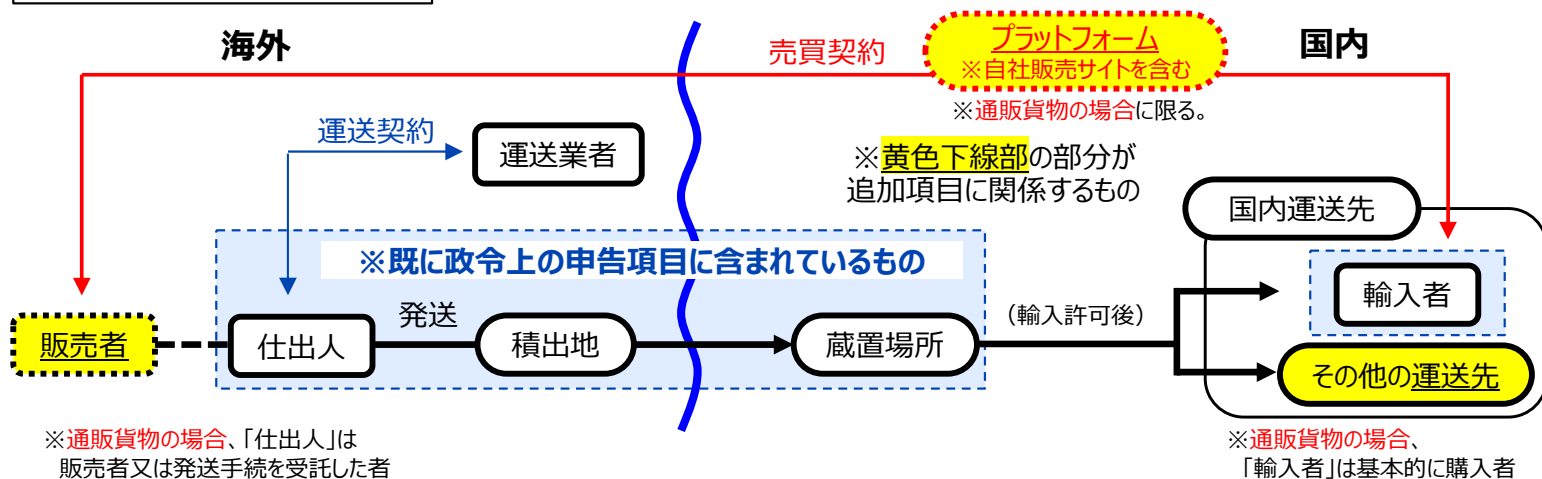 海外
売買契約
プラットフォーム
※自社販売サイトを含む
国内
※通販貨物の場合に限る。
運送契約
運送業者
※黄色下線部の部分が
追加項目に関係するもの
国内運送先
※既に政令上の申告項目に含まれているもの
輸入者
販売者
仕出人
発送
積出地
蔵置場所
（輸入許可後）
その他の運送先
※通販貨物の場合、「仕出人」は
販売者又は発送手続を受託した者
※通販貨物の場合、
「輸入者」は基本的に購入者